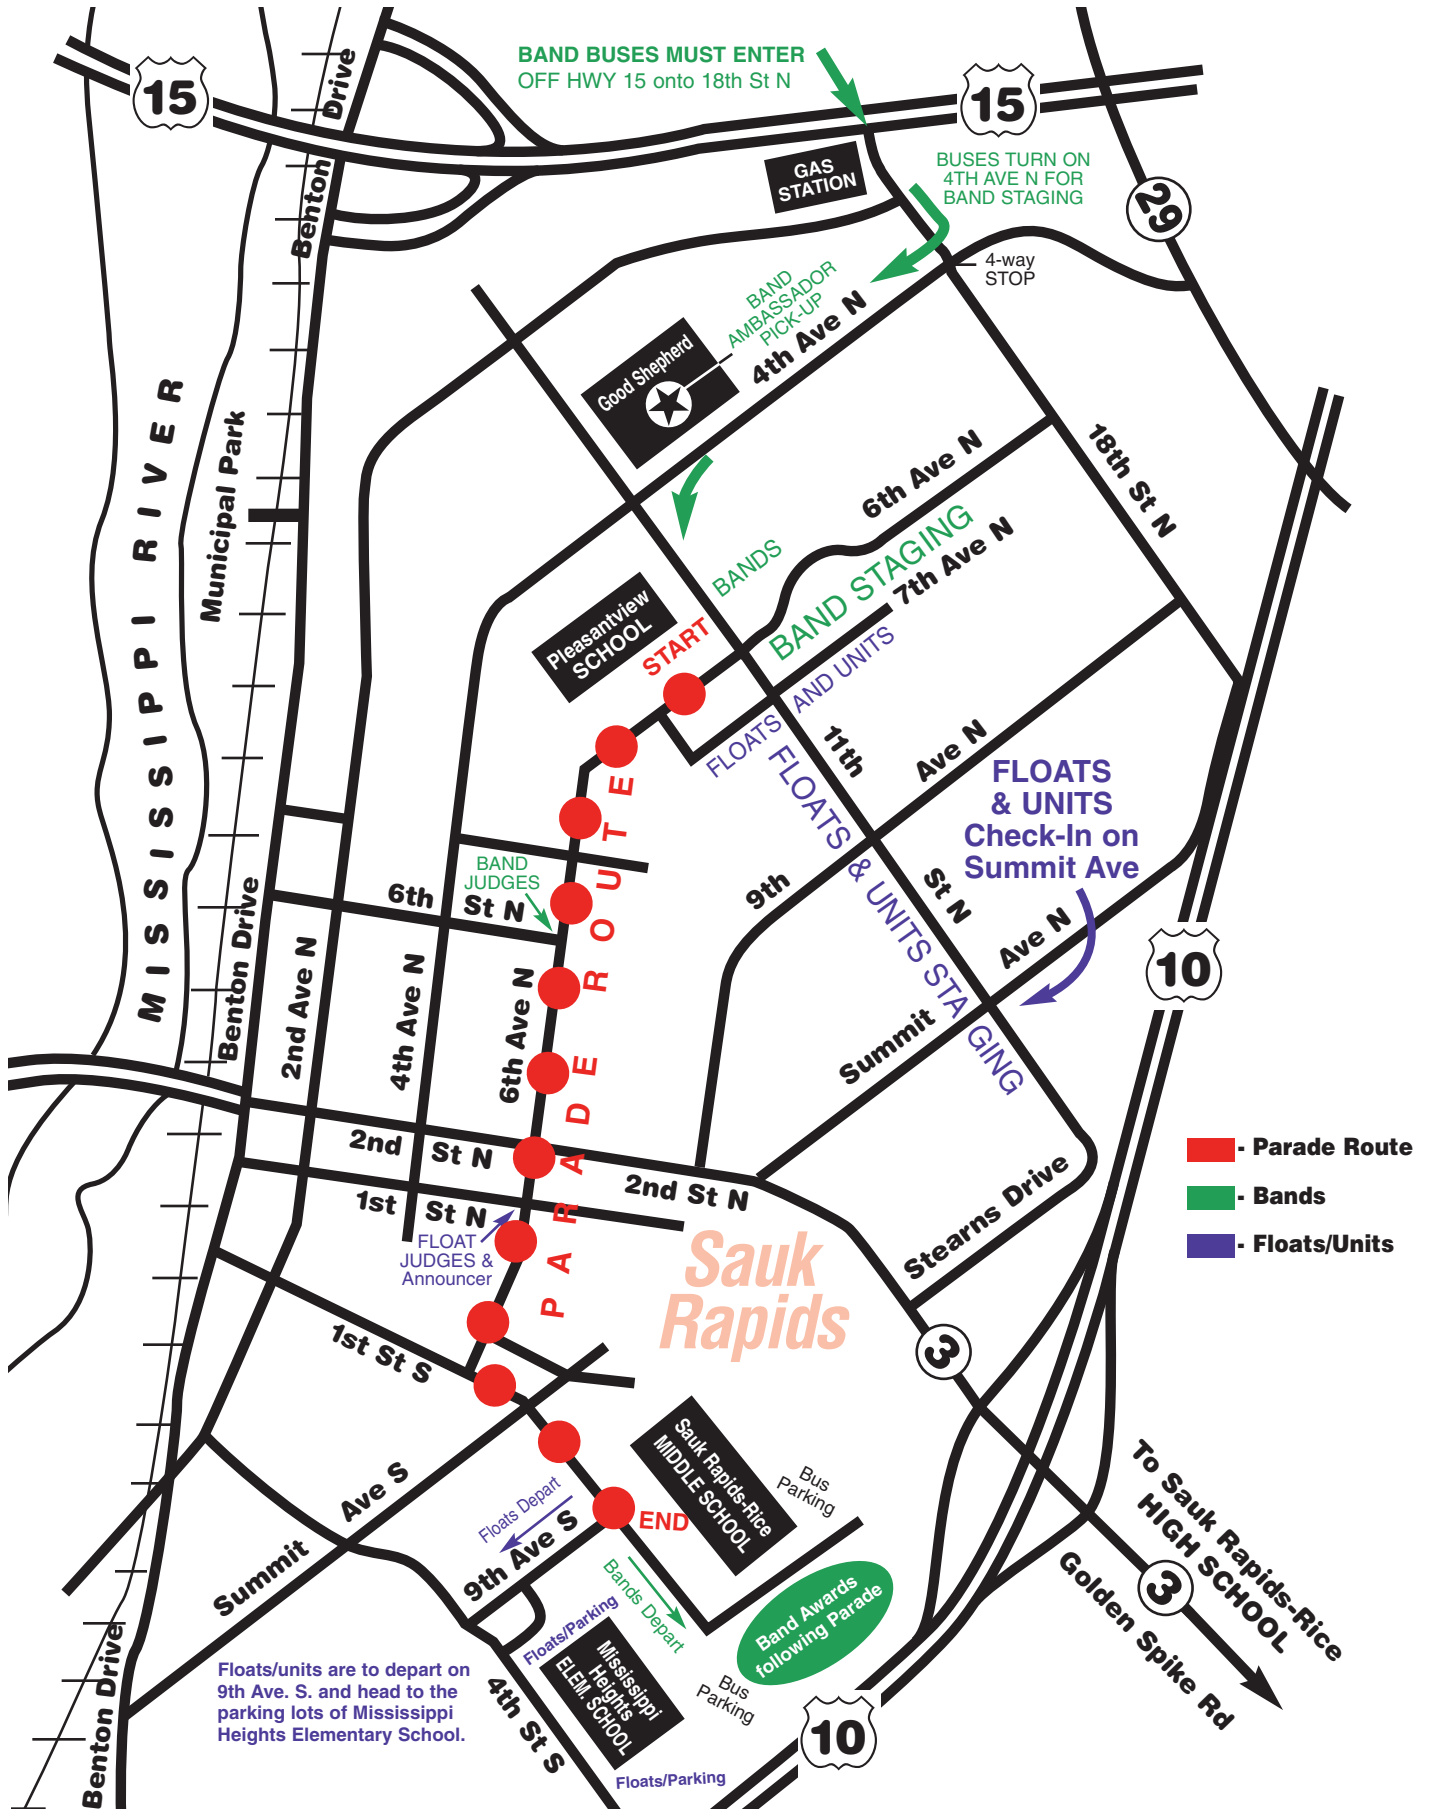 BAND BUSES MUST ENTER
OFF HWY 15 onto 18th St N
15
15
Drive
Benton
GAS
STATION
BUSES TURN ON
4TH AVE N FOR
BAND STAGING
29
4-way
STOP
BAND
AMBASSADOR
PICK-UP
4th Ave N
Good Shepherd
MISSISSIPPI RIVER
Municipal Park
6th Ave N
18th St N
BANDS
BAND STAGING
7th Ave N
Pleasantview
SCHOOL
START
FLOATS AND UNITS
11th
St N
9th
Ave N
FLOATS & UNITS STAGING
FLOATS
& UNITS
Check-In on
Summit Ave
Summit
Ave N
10
BAND
JUDGES
6th
St N
PARADE ROUTE
Benton Drive
2nd Ave N
4th Ave N
6th Ave N
2nd
St N
2nd St N
1st
St N
FLOAT
JUDGES &
Announcer
Stearns Drive
- Parade Route
- Bands
- Floats/Units
Sauk
Rapids
1st St S
3
Summit
Ave S
Sauk Rapids-Rice
MIDDLE SCHOOL
Bus
Parking
Floats Depart
END
9th Ave S
Bands Depart
To Sauk Rapids-Rice
HIGH SCHOOL
3
Golden Spike Rd
Band Awards
following Parade
Floats/Parking
Mississippi
Heights
ELEM. SCHOOL
Bus
Parking
Floats/units are to depart on
9th Ave. S. and head to the
parking lots of Mississippi
Heights Elementary School.
4th St S
Benton Drive
10
Floats/Parking